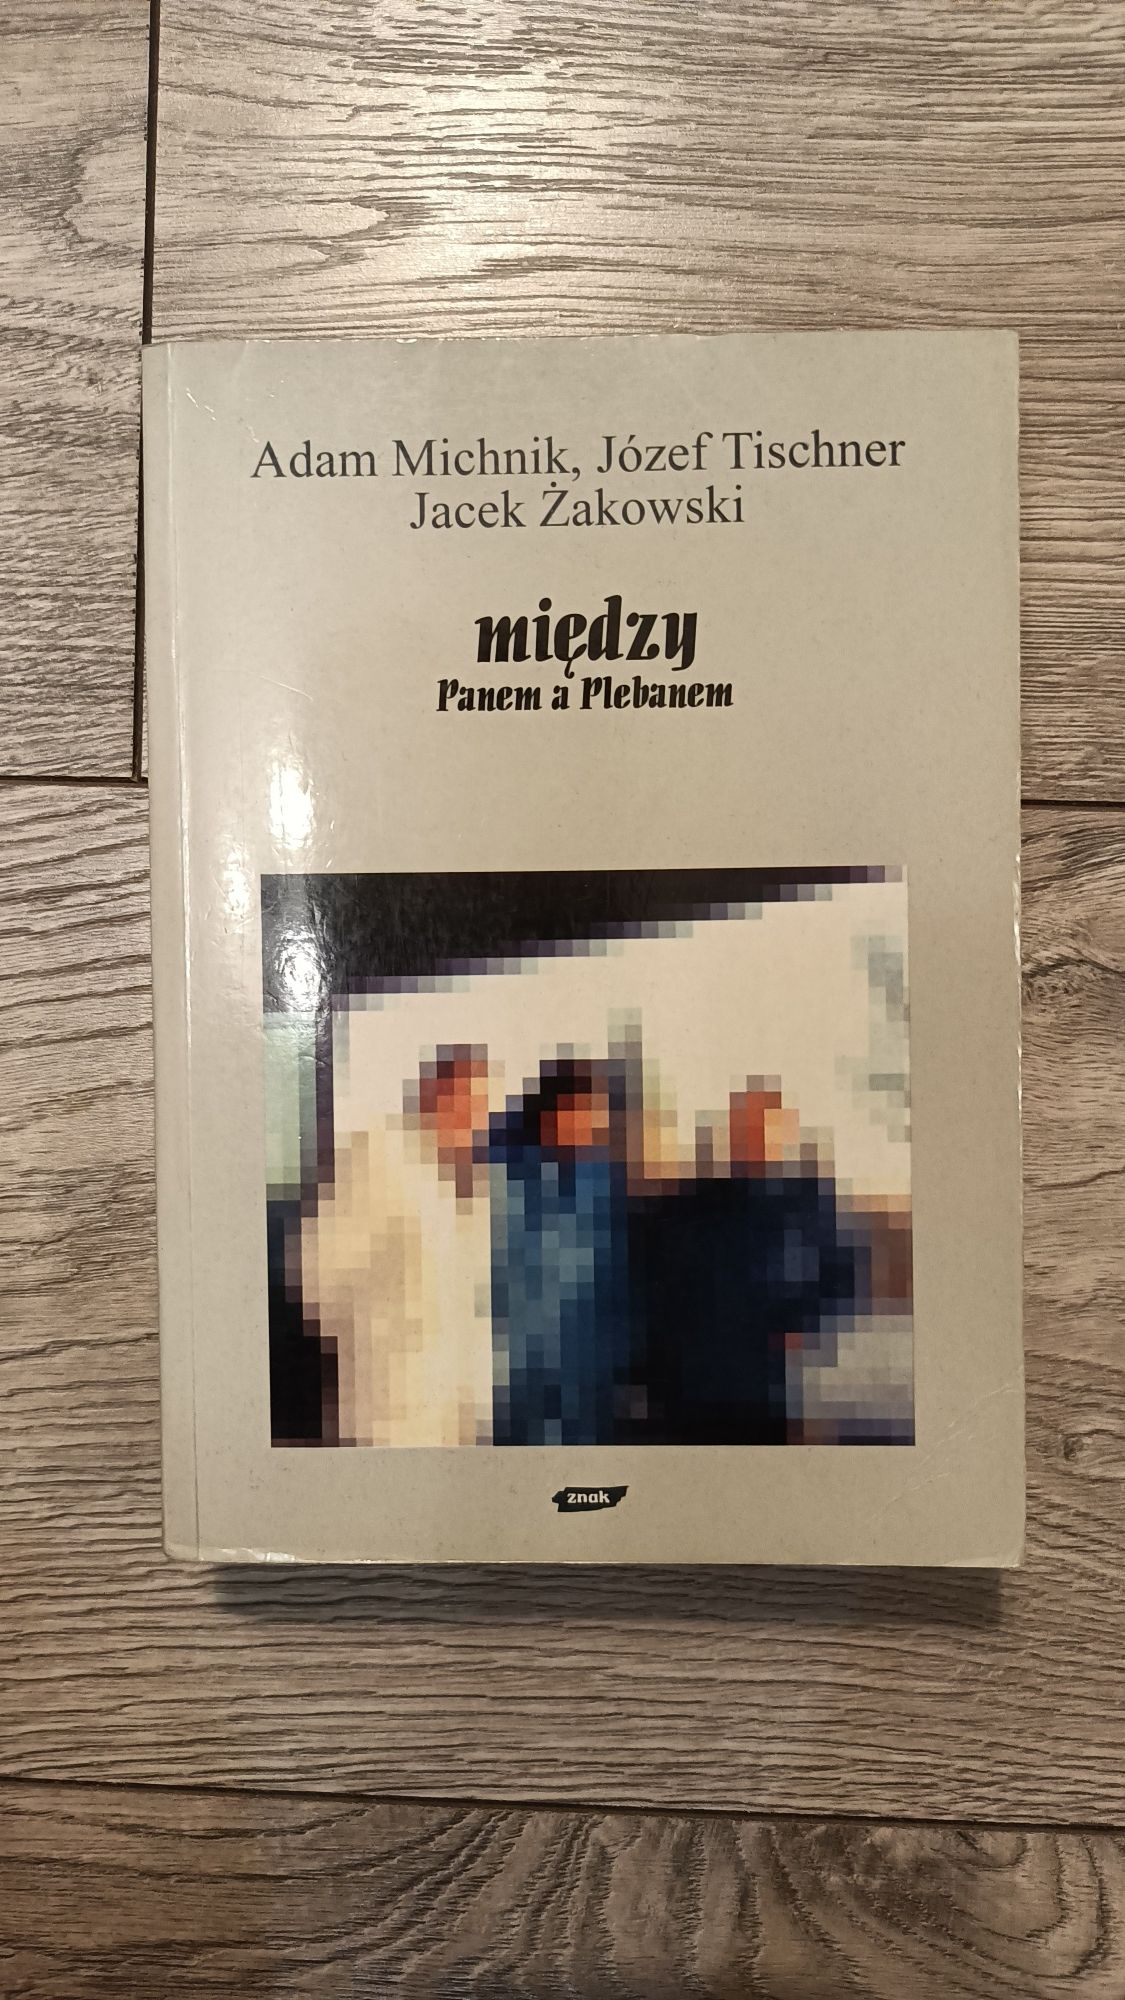 Adam Michnik, Józef Tischner
Jacek Żakowski
między
Panem a Plebanem
znak